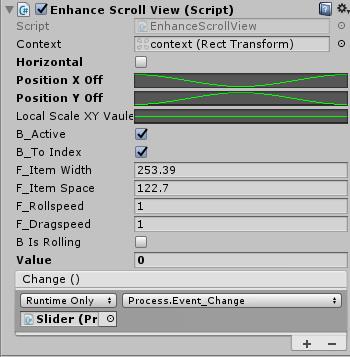 Enhance Scroll View (Script)
Script EnhanceScrollView
Context context (Rect Transform)
Horizontal
Position X Off
Position Y Off
Local Scale XY Vaule
B_Active
B_To Index
F_Item Width 253.39
F_Item Space 122.7
F_Rollspeed 1
F_Dragspeed 1
B Is Rolling
Value 0
Change ()
Runtime Only Process.Event_Change
Slider (Pr
+ −